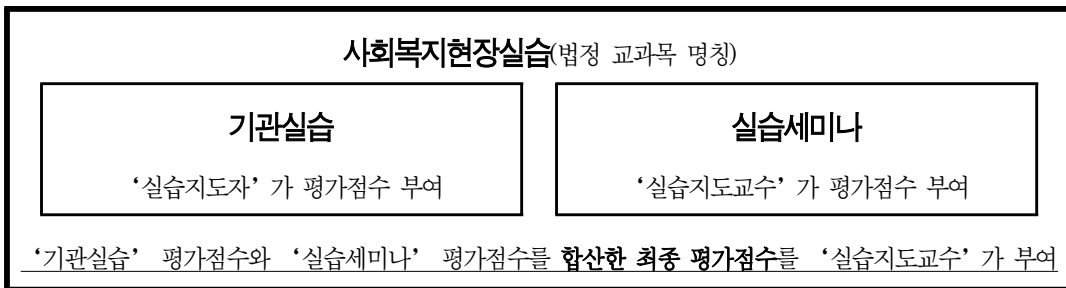 사회복지현장실습(법정 교과목 명칭)
기관실습
‘실습지도자’가 평가점수 부여
실습세미나
‘실습지도교수’가 평가점수 부여
‘기관실습’ 평가점수와 ‘실습세미나’ 평가점수를 합산한 최종 평가점수를 ‘실습지도교수’가 부여